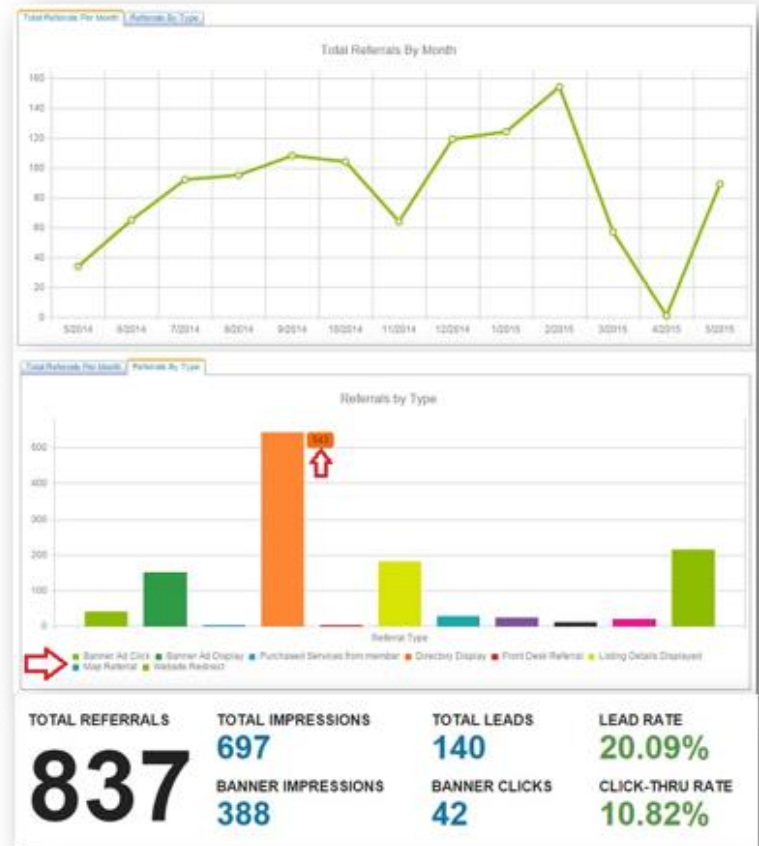 Total Referrals Per Month Referrals By Type
Total Referrals By Month
160
140
120
100
80
60
40
20
0
5/2014 6/2014 7/2014 8/2014 9/2014 10/2014 11/2014 12/2014 1/2015 2/2015 3/2015 4/2015 5/2015
Total Referrals Per Month Referrals By Type
Referrals by Type
543
500
400
300
200
100
0
Referral Type
Banner Ad Click Banner Ad Display Purchased Services from member Directory Display Front Desk Referral Listing Details Displayed
Map Referral Website Redirect
TOTAL REFERRALS TOTAL IMPRESSIONS TOTAL LEADS LEAD RATE
837 697 140 20.09%
BANNER IMPRESSIONS BANNER CLICKS CLICK-THRU RATE
388 42 10.82%